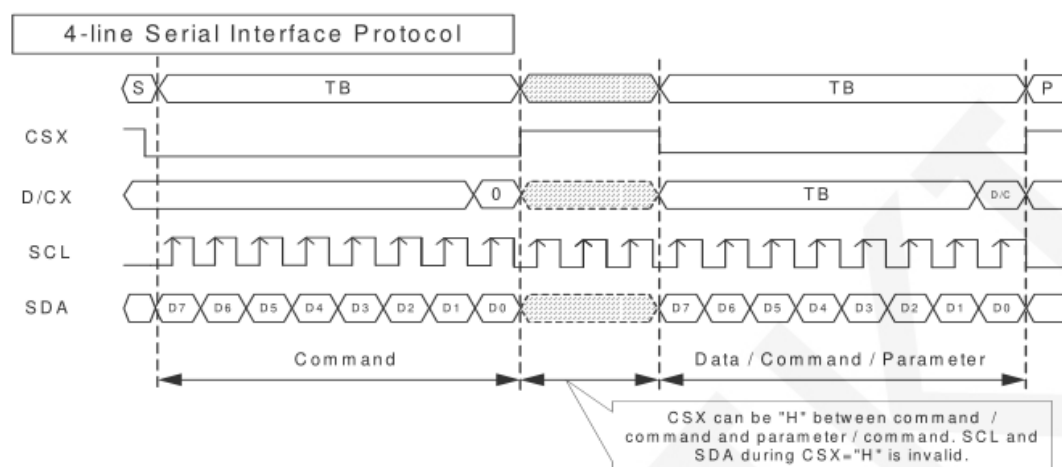 4-line Serial Interface Protocol
S TB TB P
CSX
D/CX 0 TB D/C
SCL
SDA D7 D6 D5 D4 D3 D2 D1 D0 D7 D6 D5 D4 D3 D2 D1 D0
Command Data / Command / Parameter
CSX can be "H" between command /
command and parameter / command. SCL and
SDA during CSX="H" is invalid.